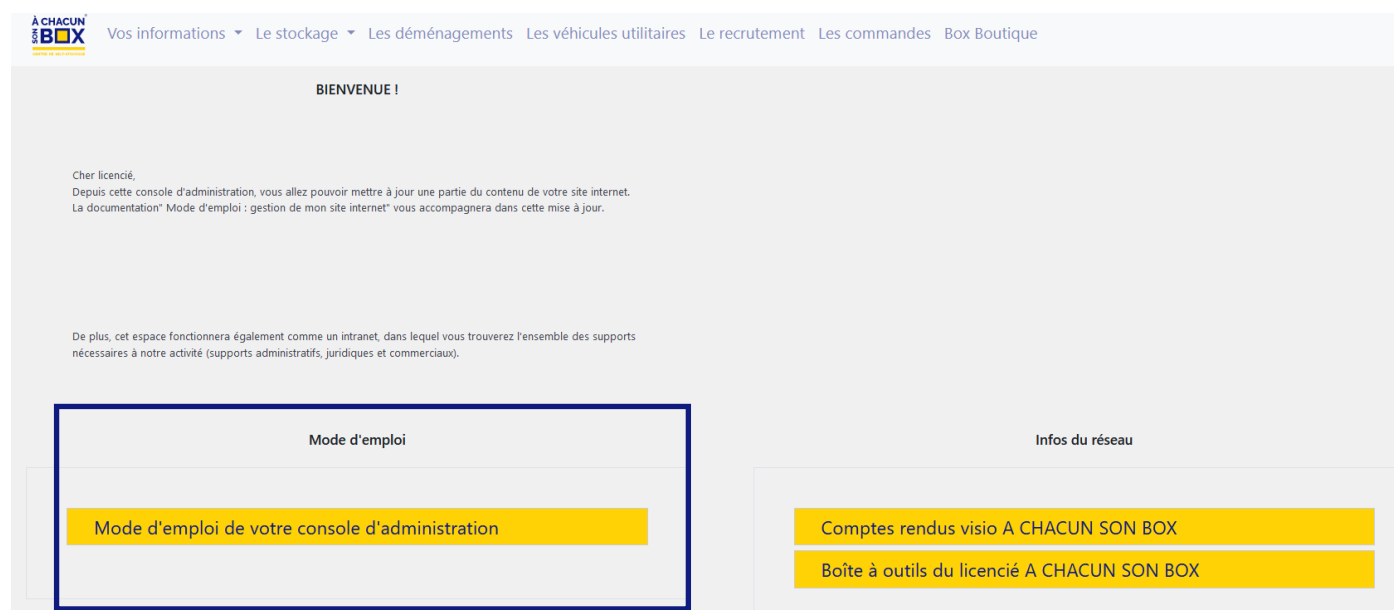 À CHACUN
SON BOX
CENTRE DE SELF-STOCKAGE
Vos informations Le stockage Les déménagements Les véhicules utilitaires Le recrutement Les commandes Box Boutique
BIENVENUE !
Cher licencié,
Depuis cette console d'administration, vous allez pouvoir mettre à jour une partie du contenu de votre site internet.
La documentation" Mode d'emploi : gestion de mon site internet" vous accompagnera dans cette mise à jour.
De plus, cet espace fonctionnera également comme un intranet, dans lequel vous trouverez l'ensemble des supports
nécessaires à notre activité (supports administratifs, juridiques et commerciaux).
Mode d'emploi
Mode d'emploi de votre console d'administration
Infos du réseau
Comptes rendus visio A CHACUN SON BOX
Boîte à outils du licencié A CHACUN SON BOX